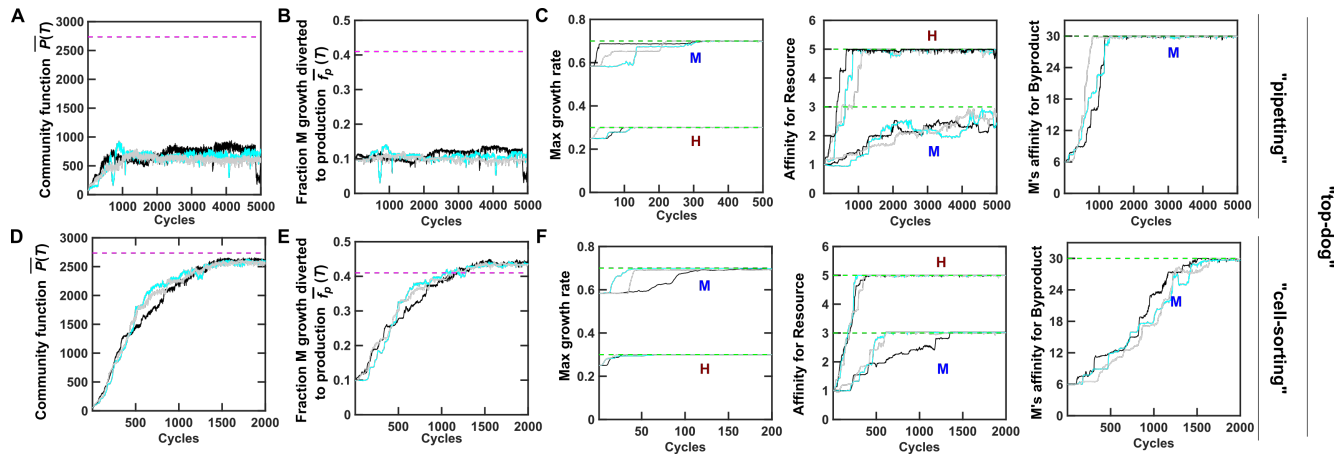 A
Community function P̅(T)
3000
2500
2000
1500
1000
500
0
1000 2000 3000 4000 5000
Cycles
B
Fraction M growth diverted
to production f̅ₚ (T)
0.5
0.4
0.3
0.2
0.1
0
1000 2000 3000 4000 5000
Cycles
C
Max growth rate
0.8
0.6
0.4
0.2
0
M
H
100 200 300 400 500
Cycles
Affinity for Resource
6
5
4
3
2
1
0
H
M
1000 2000 3000 4000 5000
Cycles
M's affinity for Byproduct
30
24
18
12
6
0
M
1000 2000 3000 4000 5000
Cycles
"pipetting"
D
Community function P̅(T)
3000
2500
2000
1500
1000
500
0
500 1000 1500 2000
Cycles
E
Fraction M growth diverted
to production f̅ₚ (T)
0.5
0.4
0.3
0.2
0.1
0
500 1000 1500 2000
Cycles
F
Max growth rate
0.8
0.6
0.4
0.2
0
M
H
50 100 150 200
Cycles
Affinity for Resource
6
5
4
3
2
1
0
H
M
500 1000 1500 2000
Cycles
M's affinity for Byproduct
30
24
18
12
6
0
M
500 1000 1500 2000
Cycles
"cell-sorting"
"top-dog"